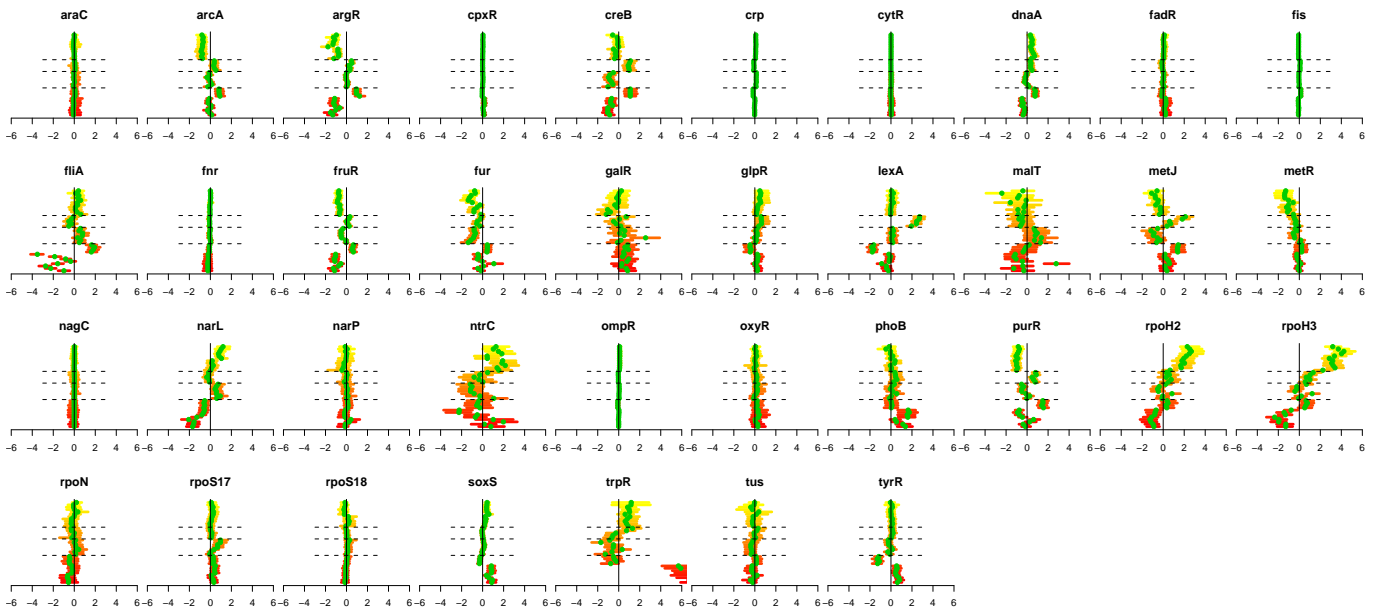 araC arcA argR cpxR creB crp cytR dnaA fadR fis
−6 −4 −2 0 2 4 6 −6 −4 −2 0 2 4 6 −6 −4 −2 0 2 4 6 −6 −4 −2 0 2 4 6 −6 −4 −2 0 2 4 6 −6 −4 −2 0 2 4 6 −6 −4 −2 0 2 4 6 −6 −4 −2 0 2 4 6 −6 −4 −2 0 2 4 6 −6 −4 −2 0 2 4 6
fliA fnr fruR fur galR glpR lexA malT metJ metR
−6 −4 −2 0 2 4 6 −6 −4 −2 0 2 4 6 −6 −4 −2 0 2 4 6 −6 −4 −2 0 2 4 6 −6 −4 −2 0 2 4 6 −6 −4 −2 0 2 4 6 −6 −4 −2 0 2 4 6 −6 −4 −2 0 2 4 6 −6 −4 −2 0 2 4 6 −6 −4 −2 0 2 4 6
nagC narL narP ntrC ompR oxyR phoB purR rpoH2 rpoH3
−6 −4 −2 0 2 4 6 −6 −4 −2 0 2 4 6 −6 −4 −2 0 2 4 6 −6 −4 −2 0 2 4 6 −6 −4 −2 0 2 4 6 −6 −4 −2 0 2 4 6 −6 −4 −2 0 2 4 6 −6 −4 −2 0 2 4 6 −6 −4 −2 0 2 4 6 −6 −4 −2 0 2 4 6
rpoN rpoS17 rpoS18 soxS trpR tus tyrR
−6 −4 −2 0 2 4 6 −6 −4 −2 0 2 4 6 −6 −4 −2 0 2 4 6 −6 −4 −2 0 2 4 6 −6 −4 −2 0 2 4 6 −6 −4 −2 0 2 4 6 −6 −4 −2 0 2 4 6